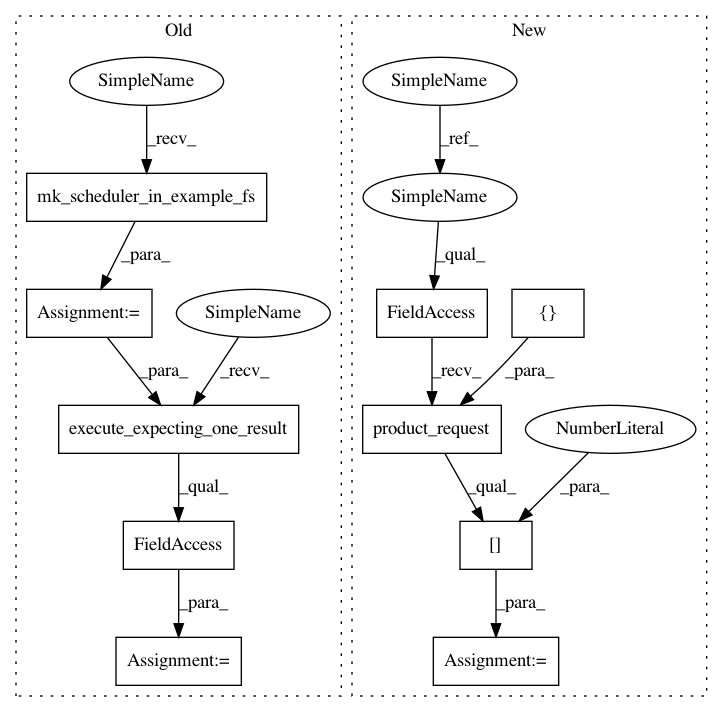 Old
New
SimpleName
SimpleName
_recv_
_ref_
mk_scheduler_in_example_fs
SimpleName
_para_
_qual_
Assignment:=
SimpleName
FieldAccess
{}
_para_
_recv_
_recv_
_para_
execute_expecting_one_result
product_request
NumberLiteral
_qual_
_qual_
_para_
FieldAccess
[]
_para_
_para_
Assignment:=
Assignment:=